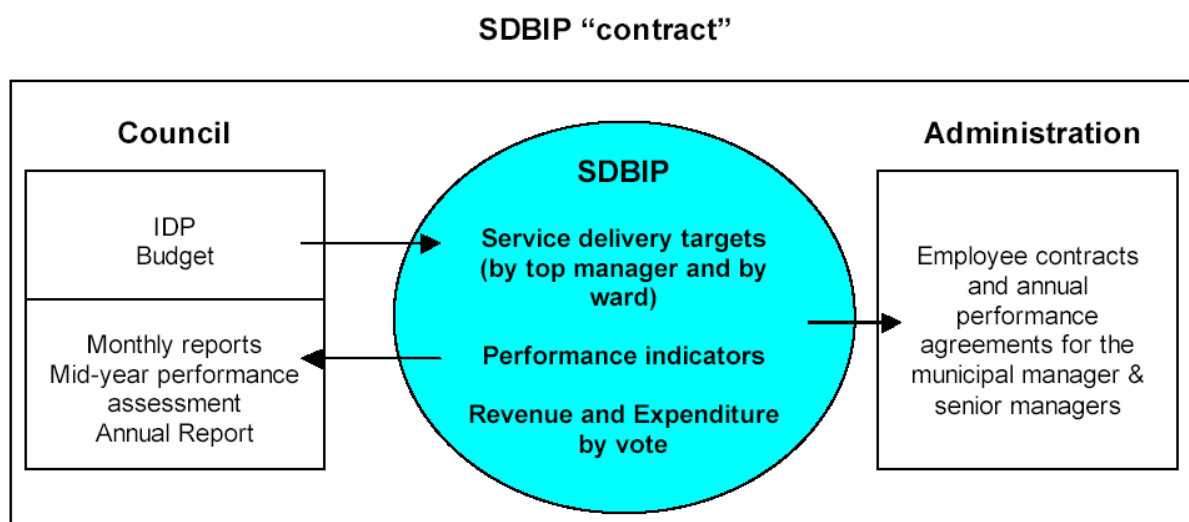 SDBIP “contract”
Council
IDP
Budget
Monthly reports
Mid-year performance
assessment
Annual Report
SDBIP
Service delivery targets
(by top manager and by
ward)
Performance indicators
Revenue and Expenditure
by vote
Administration
Employee contracts
and annual
performance
agreements for the
municipal manager &
senior managers